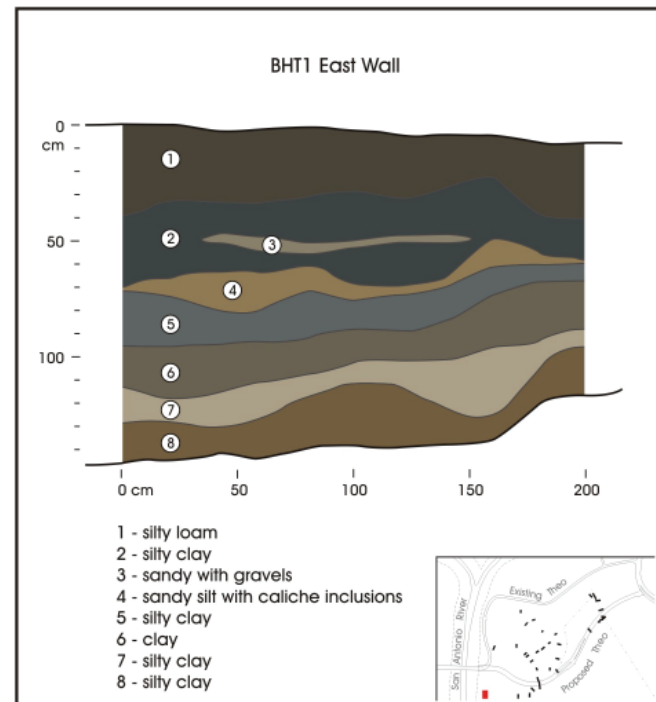 BHT1 East Wall
0
cm
50
100
1
2
3
4
5
6
7
8
0 cm
50
100
150
200
1 - silty loam
2 - silty clay
3 - sandy with gravels
4 - sandy silt with caliche inclusions
5 - silty clay
6 - clay
7 - silty clay
8 - silty clay
San Antonio River
Existing Theo
Proposed Theo